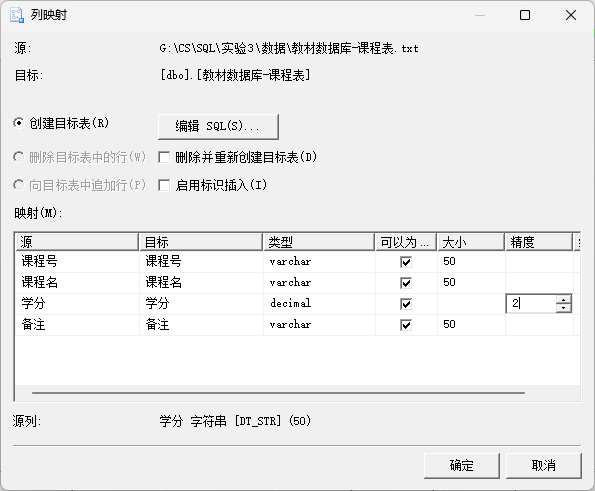 列映射
源: G:\CS\SQL\实验3\数据\教材数据库-课程表.txt
目标: [dbo].[教材数据库-课程表]
创建目标表(R) 编辑 SQL(S)...
删除目标表中的行(W) 删除并重新创建目标表(D)
向目标表中追加行(P) 启用标识插入(I)
映射(M):
源 目标 类型 可以为 ... 大小 精度
课程号 课程号 varchar 50
课程名 课程名 varchar 50
学分 学分 decimal 2
备注 备注 varchar 50
源列: 学分 字符串 [DT_STR] (50)
确定 取消